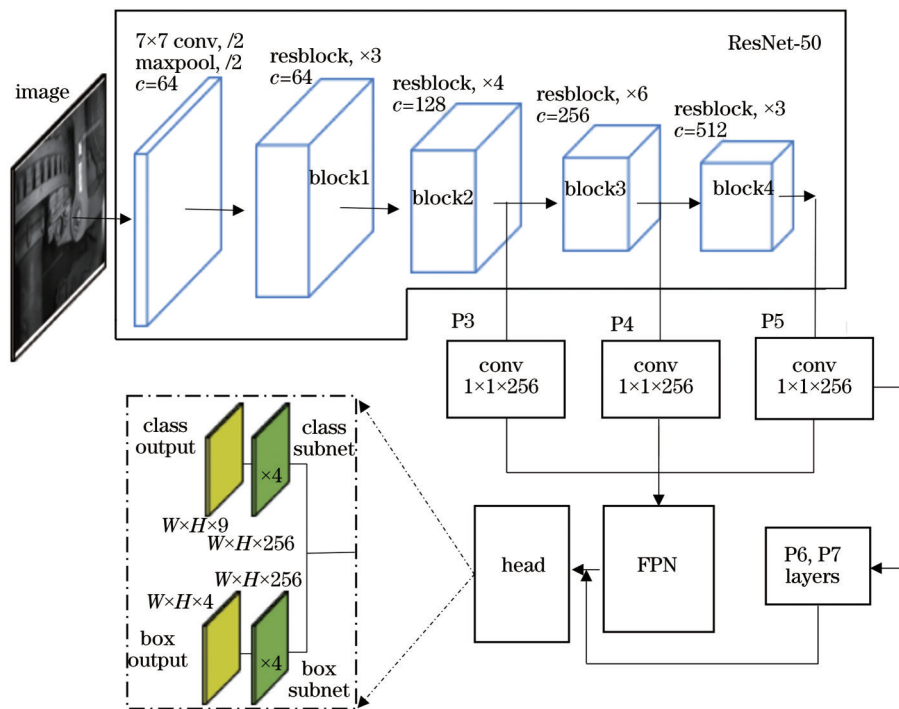 7×7 conv, /2
maxpool, /2
c=64
image
resblock, ×3
c=64
resblock, ×4
c=128
resblock, ×6
c=256
resblock, ×3
c=512
ResNet-50
block1
block2
block3
block4
P3
P4
P5
conv
1×1×256
conv
1×1×256
conv
1×1×256
class
output
class
subnet
×4
W×H×9
W×H×256
W×H×256
W×H×4
box
output
×4
box
subnet
head
FPN
P6, P7
layers